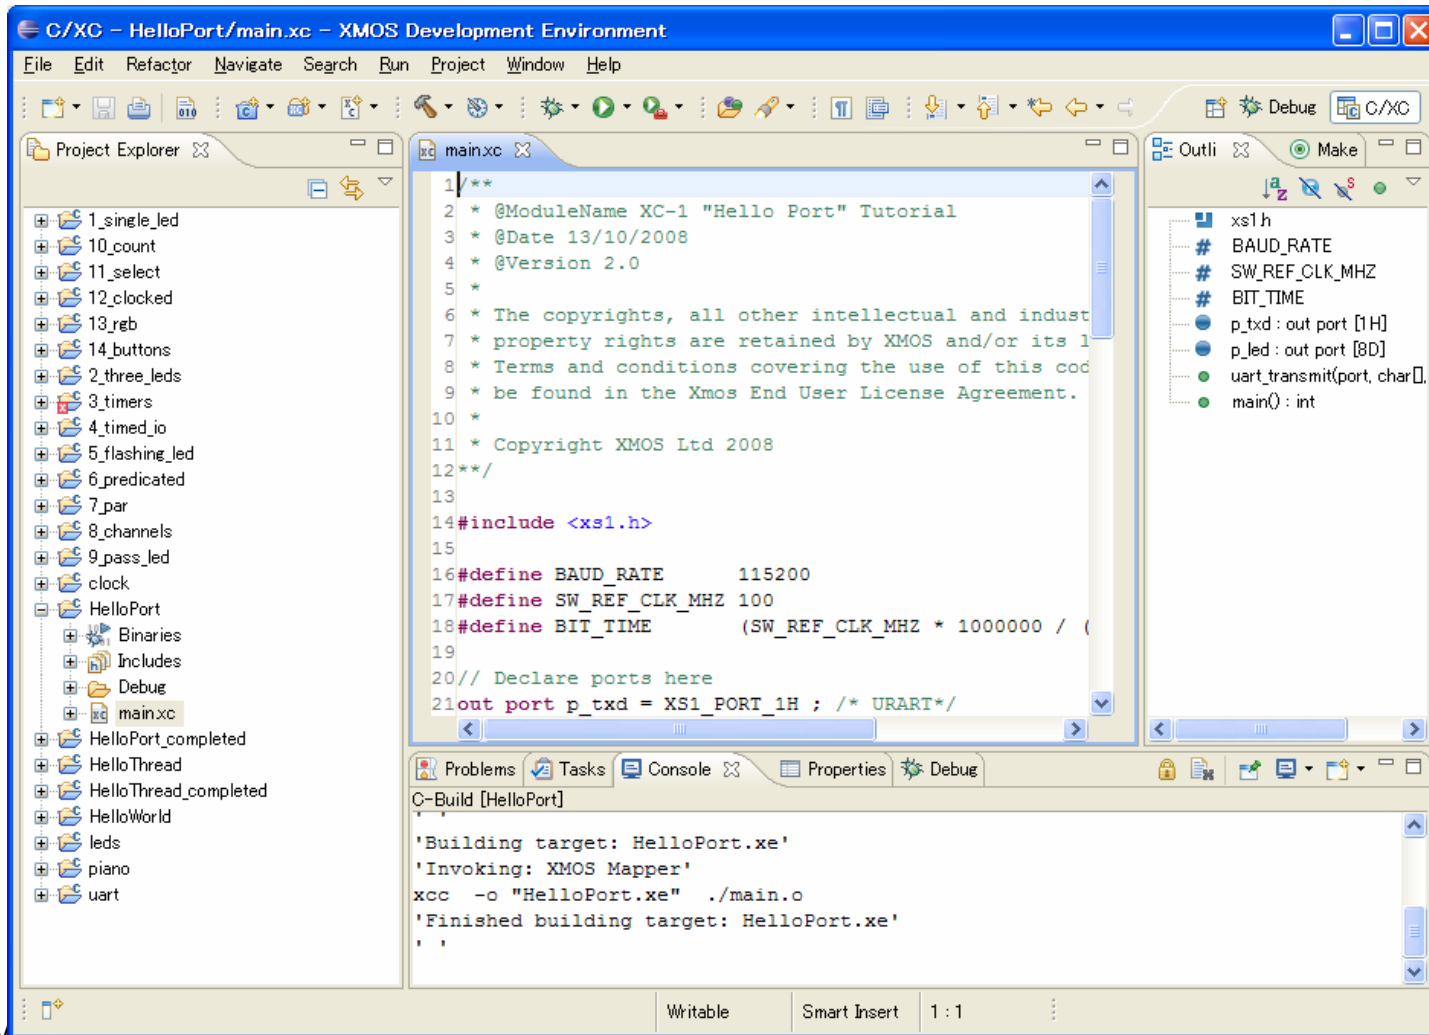 C/XC - HelloPort/main.xc - XMOS Development Environment
File Edit Refactor Navigate Search Run Project Window Help
Debug C/XC
Project Explorer
1_single_led
10_count
11_select
12_clocked
13_rgb
14_buttons
2_three_leds
3_timers
4_timed_io
5_flashing_led
6_predicated
7_par
8_channels
9_pass_led
clock
HelloPort
Binaries
Includes
Debug
main.xc
HelloPort_completed
HelloThread
HelloThread_completed
HelloWorld
leds
piano
uart
main.xc
1 /**
2 * @ModuleName XC-1 "Hello Port" Tutorial
3 * @Date 13/10/2008
4 * @Version 2.0
5 *
6 * The copyrights, all other intellectual and indust
7 * property rights are retained by XMOS and/or its l
8 * Terms and conditions covering the use of this cod
9 * be found in the Xmos End User License Agreement.
10 *
11 * Copyright XMOS Ltd 2008
12 **/
13
14 #include <xs1.h>
15
16 #define BAUD_RATE 115200
17 #define SW_REF_CLK_MHZ 100
18 #define BIT_TIME (SW_REF_CLK_MHZ * 1000000 / (
19
20 // Declare ports here
21 out port p_txd = XS1_PORT_1H ; /* URART*/
Outli Make
xs1.h
BAUD_RATE
SW_REF_CLK_MHZ
BIT_TIME
p_txd : out port [1H]
p_led : out port [8D]
uart_transmit(port, char[],
main() : int
Problems Tasks Console Properties Debug
C-Build [HelloPort]
' '
'Building target: HelloPort.xe'
'Invoking: XMOS Mapper'
xcc -o "HelloPort.xe" ./main.o
'Finished building target: HelloPort.xe'
' '
Writable Smart Insert 1 : 1